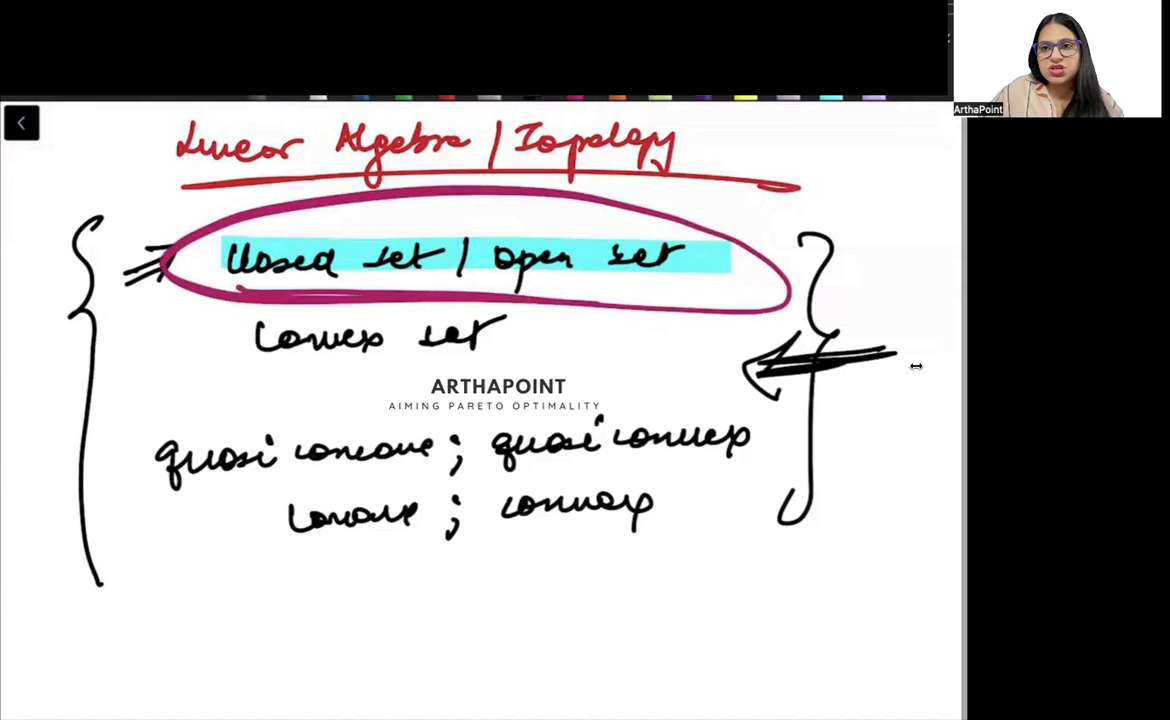 ArthaPoint
Linear Algebra / Topology
closed set / open set
convex set
ARTHAPOINT
AIMING PARETO OPTIMALITY
quasi concave ; quasi convex
concave ; convex